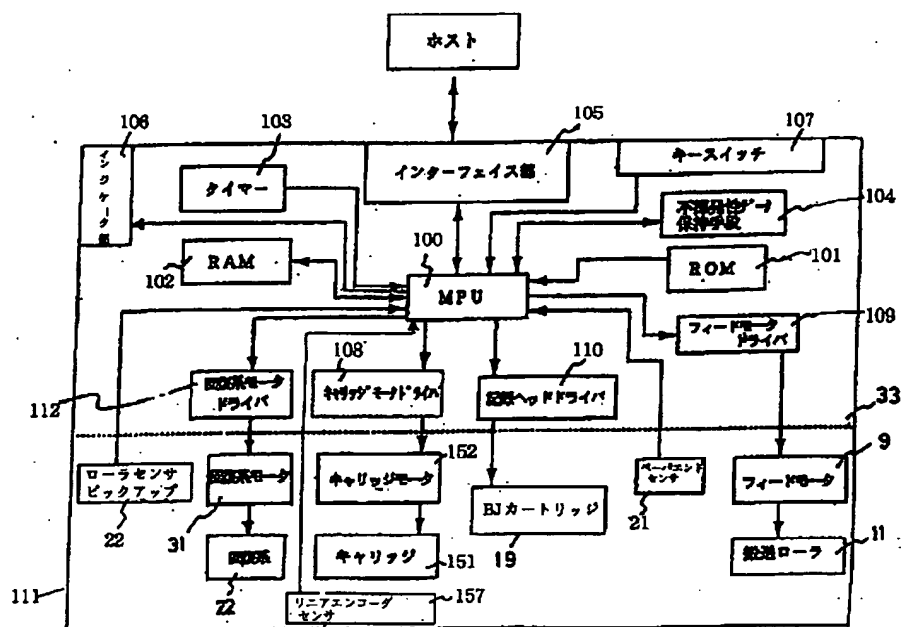 ホスト
106
103
105
107
インジケータ部
タイマー
インターフェイス部
キースイッチ
不揮発性データ
保持手段
104
100
102
RAM
MPU
ROM
101
108
110
フィードモータ
ドライバ
109
112
回復系モータ
ドライバ
キャリッジモータドライバ
記録ヘッドドライバ
33
152
9
ローラセンサ
ピックアップ
回復系モータ
キャリッジモータ
BJカートリッジ
ペーパエンド
センサ
フィードモータ
22
31
19
21
11
回復系
キャリッジ
搬送ローラ
22
151
111
リニアエンコーダ
センサ
157